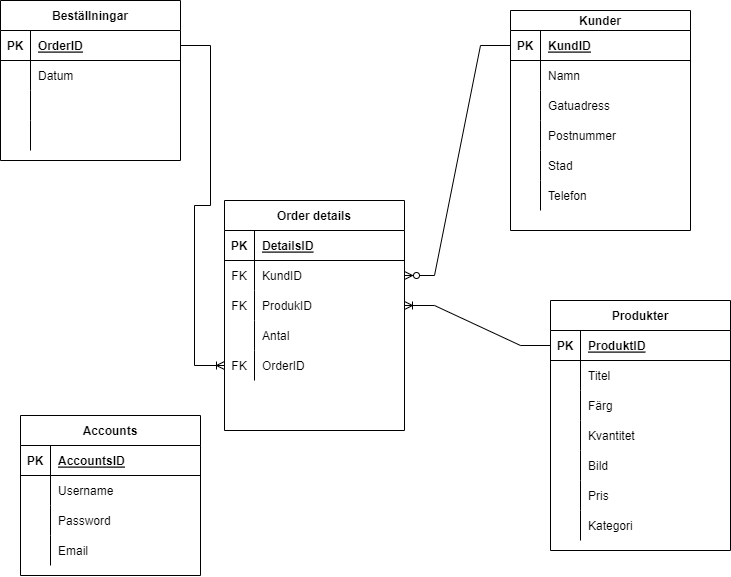 Beställningar
PK OrderID
Datum
Kunder
PK KundID
Namn
Gatuadress
Postnummer
Stad
Telefon
Order details
PK DetailsID
FK KundID
FK ProdukID
Antal
FK OrderID
Produkter
PK ProduktID
Titel
Färg
Kvantitet
Bild
Pris
Kategori
Accounts
PK AccountsID
Username
Password
Email